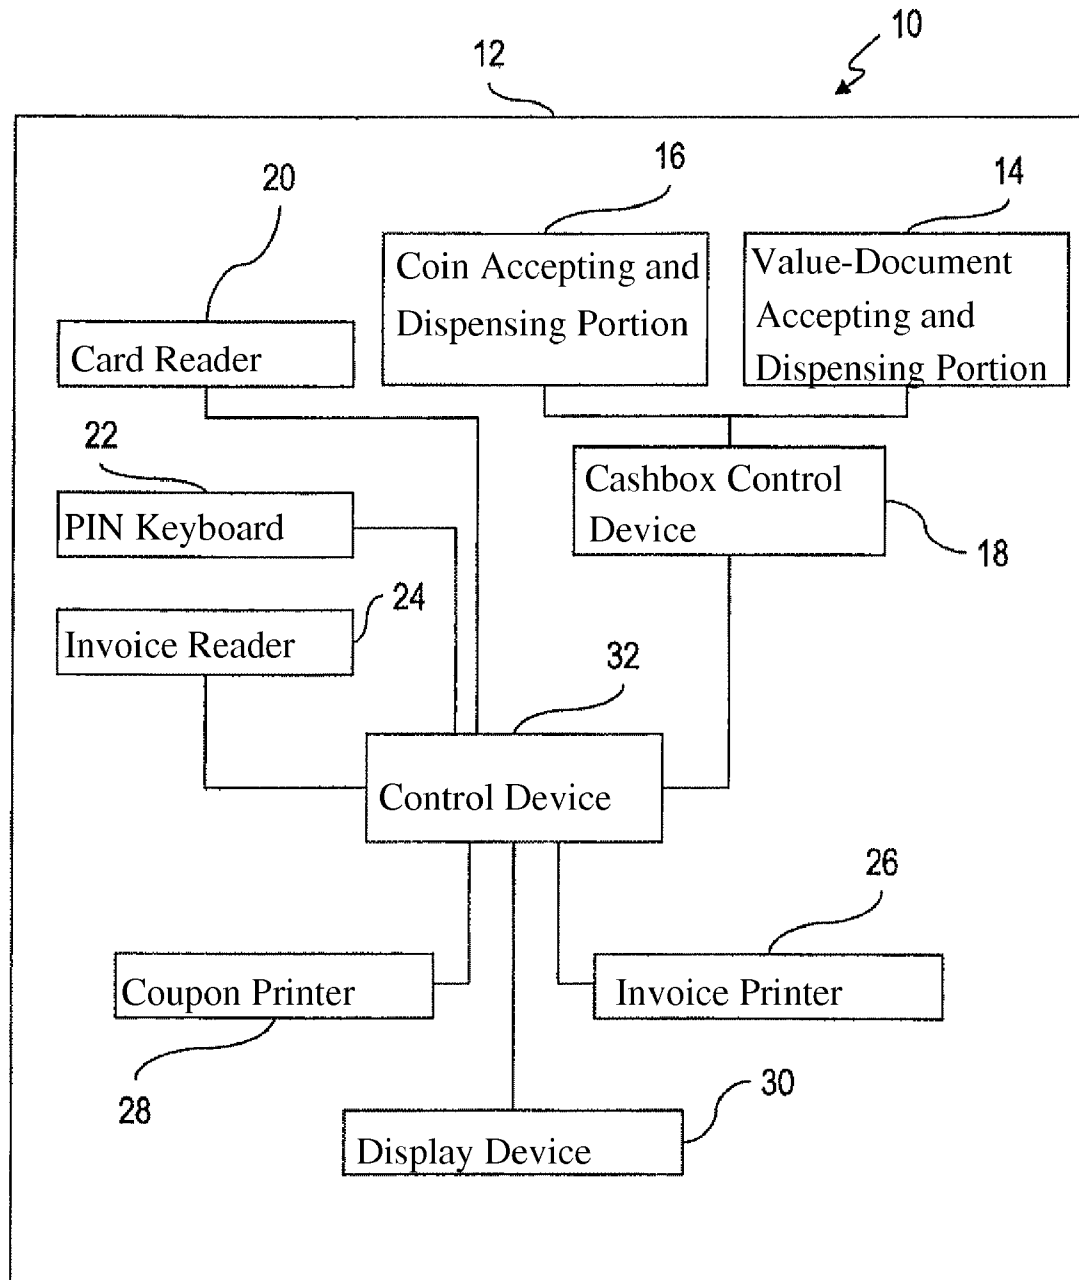 10
12
16
14
20
Coin Accepting and
Dispensing Portion
Value-Document
Accepting and
Dispensing Portion
Card Reader
22
PIN Keyboard
Cashbox Control
Device
18
24
Invoice Reader
32
Control Device
26
Coupon Printer
Invoice Printer
28
30
Display Device